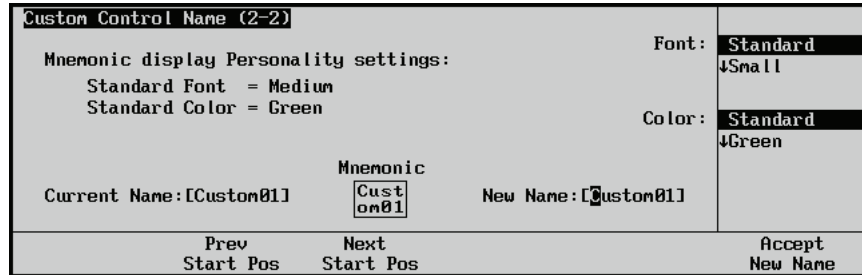 Custom Control Name (2-2)
Mnemonic display Personality settings:
Standard Font = Medium
Standard Color = Green
Font:
Standard
↓Small
Color:
Standard
↓Green
Mnemonic
Current Name:[Custom01]
Cust
om01
New Name:[Custom01]
Prev
Start Pos
Next
Start Pos
Accept
New Name